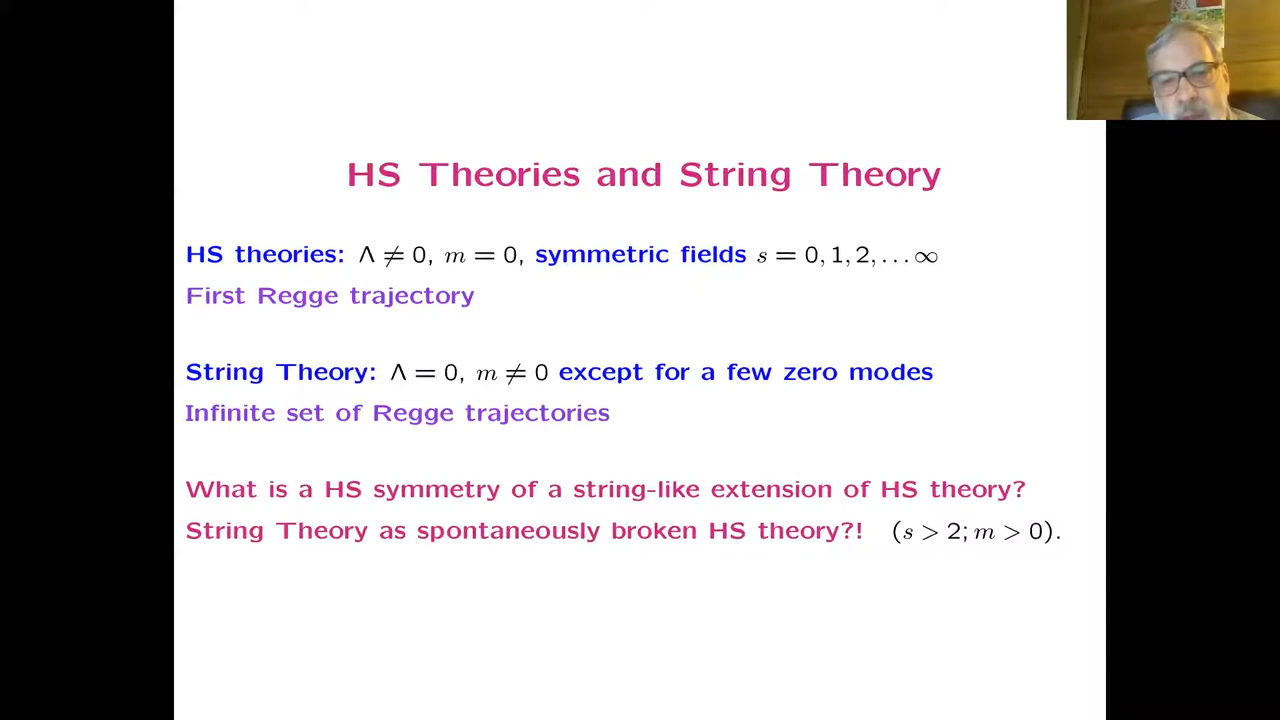 HS Theories and String Theory
HS theories: Λ ≠ 0, m = 0, symmetric fields s = 0, 1, 2, . . . ∞
First Regge trajectory
String Theory: Λ = 0, m ≠ 0 except for a few zero modes
Infinite set of Regge trajectories
What is a HS symmetry of a string-like extension of HS theory?
String Theory as spontaneously broken HS theory?! (s > 2; m > 0).